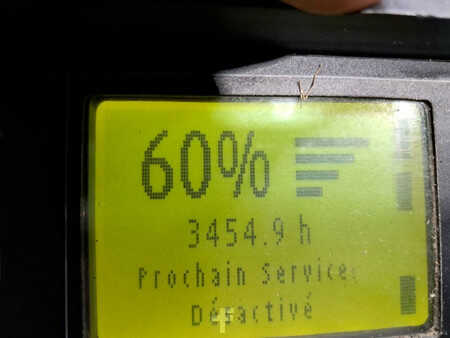 60%
3454.9 h
Prochain Service:
Désactivé